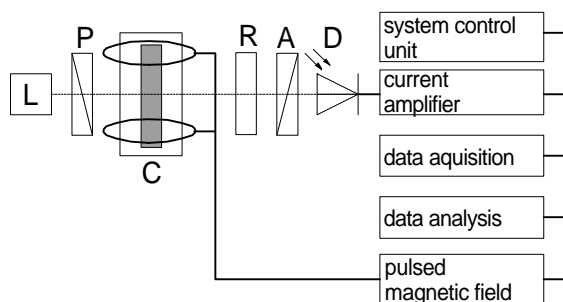 P
R
A
D
L
C
system control
unit
current
amplifier
data aquisition
data analysis
pulsed
magnetic field